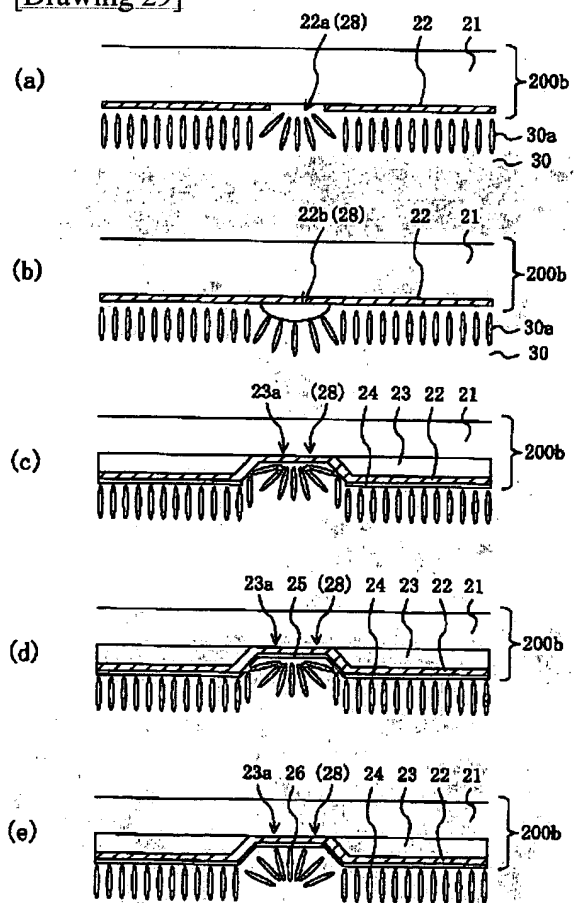 [Drawing 29]
(a)
22a (28) 22 21
200b
30a
30
(b)
22b (28) 22 21
200b
30a
30
(c)
23a (28) 24 23 22 21
200b
(d)
23a 25 (28) 24 23 22 21
200b
(e)
23a 26 (28) 24 23 22 21
200b